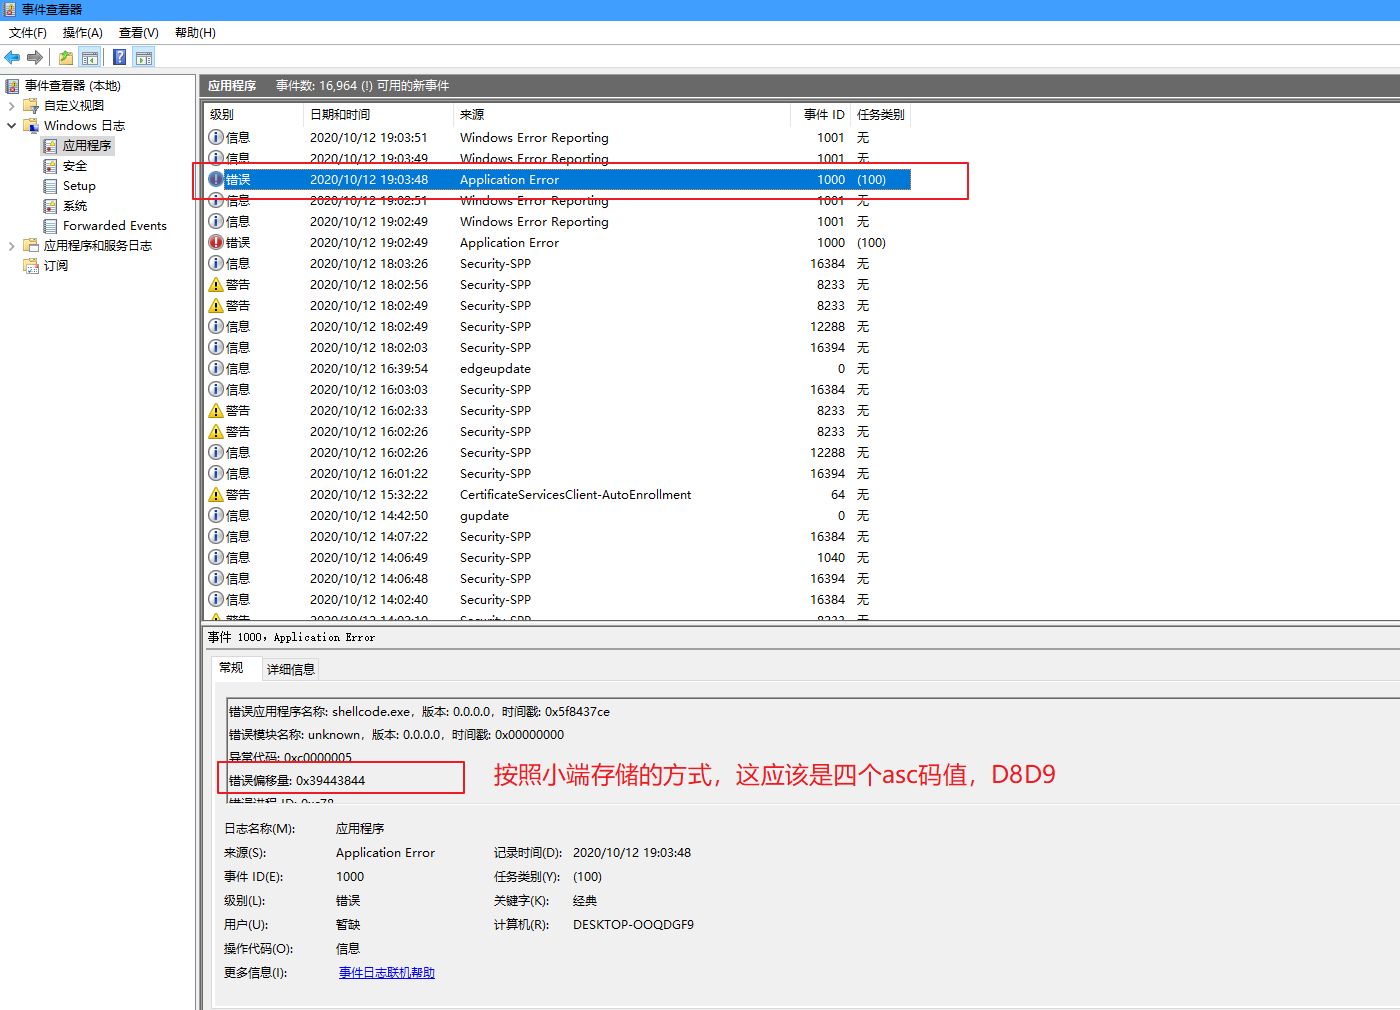 事件查看器
文件(F) 操作(A) 查看(V) 帮助(H)
事件查看器 (本地)
自定义视图
Windows 日志
应用程序
安全
Setup
系统
Forwarded Events
应用程序和服务日志
订阅
应用程序 事件数: 16,964 (!) 可用的新事件
级别 日期和时间 来源 事件 ID 任务类别
信息 2020/10/12 19:03:51 Windows Error Reporting 1001 无
信息 2020/10/12 19:03:49 Windows Error Reporting 1001 无
错误 2020/10/12 19:03:48 Application Error 1000 (100)
信息 2020/10/12 19:02:51 Windows Error Reporting 1001 无
信息 2020/10/12 19:02:49 Windows Error Reporting 1001 无
错误 2020/10/12 19:02:49 Application Error 1000 (100)
信息 2020/10/12 18:03:26 Security-SPP 16384 无
警告 2020/10/12 18:02:56 Security-SPP 8233 无
警告 2020/10/12 18:02:49 Security-SPP 8233 无
信息 2020/10/12 18:02:49 Security-SPP 12288 无
信息 2020/10/12 18:02:03 Security-SPP 16394 无
信息 2020/10/12 16:39:54 edgeupdate 0 无
信息 2020/10/12 16:03:03 Security-SPP 16384 无
警告 2020/10/12 16:02:33 Security-SPP 8233 无
警告 2020/10/12 16:02:26 Security-SPP 8233 无
信息 2020/10/12 16:02:26 Security-SPP 12288 无
信息 2020/10/12 16:01:22 Security-SPP 16394 无
警告 2020/10/12 15:32:22 CertificateServicesClient-AutoEnrollment 64 无
信息 2020/10/12 14:42:50 gupdate 0 无
信息 2020/10/12 14:07:22 Security-SPP 16384 无
信息 2020/10/12 14:06:49 Security-SPP 1040 无
信息 2020/10/12 14:06:48 Security-SPP 16394 无
信息 2020/10/12 14:02:40 Security-SPP 16384 无
事件 1000，Application Error
常规 详细信息
错误应用程序名称: shellcode.exe，版本: 0.0.0.0，时间戳: 0x5f8437ce
错误模块名称: unknown，版本: 0.0.0.0，时间戳: 0x00000000
异常代码: 0xc0000005
错误偏移量: 0x39443844
按照小端存储的方式，这应该是四个asc码值，D8D9
错误进程 ID: 0xc78
日志名称(M): 应用程序
来源(S): Application Error 记录时间(D): 2020/10/12 19:03:48
事件 ID(E): 1000 任务类别(Y): (100)
级别(L): 错误 关键字(K): 经典
用户(U): 暂缺 计算机(R): DESKTOP-OOQDGF9
操作代码(O): 信息
更多信息(I): 事件日志联机帮助